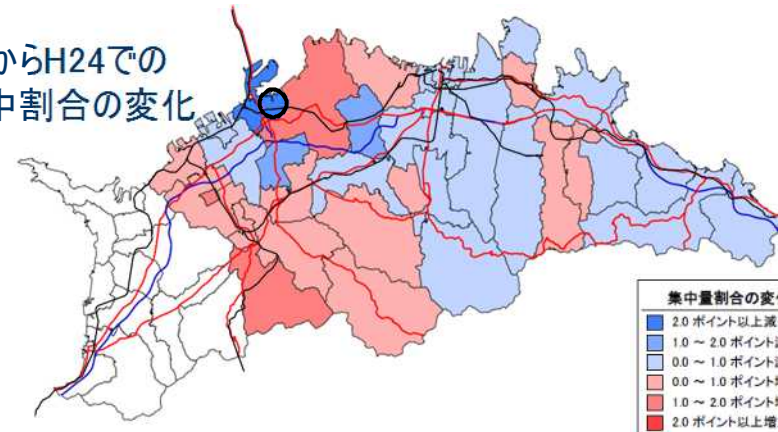 からH24での
中割合の変化
集中量割合の変
2.0 ポイント以上減
1.0 ～ 2.0 ポイント
0.0 ～ 1.0 ポイント
0.0 ～ 1.0 ポイント
1.0 ～ 2.0 ポイント
2.0 ポイント以上増